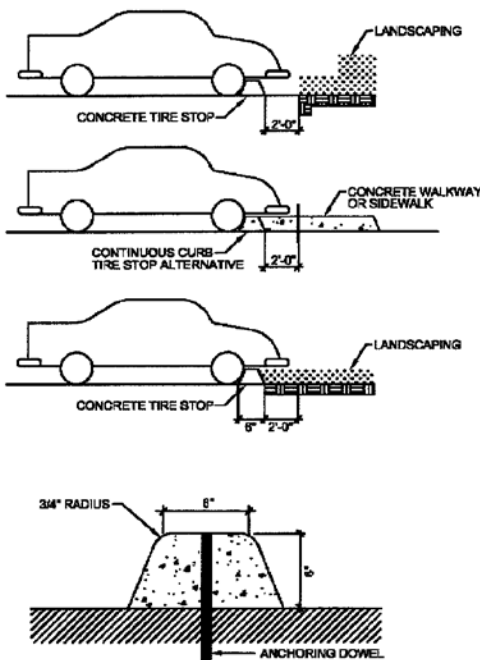 LANDSCAPING
CONCRETE TIRE STOP
2'-0"
CONCRETE WALKWAY
OR SIDEWALK
CONTINUOUS CURB
TIRE STOP ALTERNATIVE
2'-0"
LANDSCAPING
CONCRETE TIRE STOP
6" 2'-0"
3/4" RADIUS
6"
6"
ANCHORING DOWEL